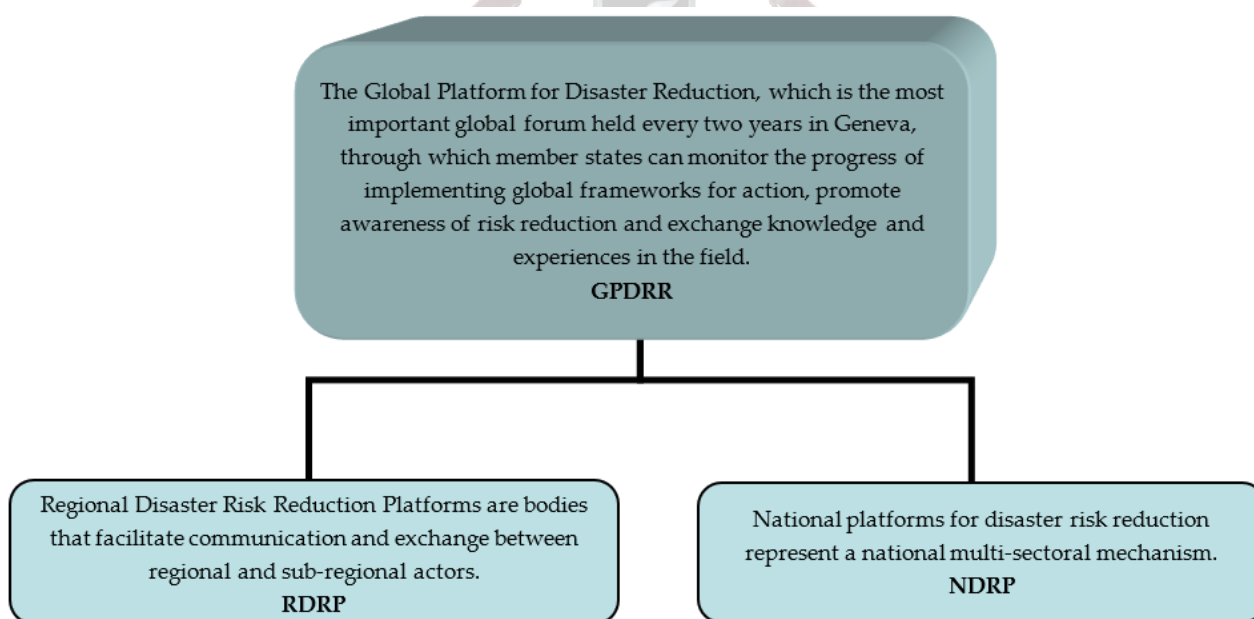 The Global Platform for Disaster Reduction, which is the most
important global forum held every two years in Geneva,
through which member states can monitor the progress of
implementing global frameworks for action, promote
awareness of risk reduction and exchange knowledge and
experiences in the field.
GPDRR
Regional Disaster Risk Reduction Platforms are bodies
that facilitate communication and exchange between
regional and sub-regional actors.
RDRP
National platforms for disaster risk reduction
represent a national multi-sectoral mechanism.
NDRP